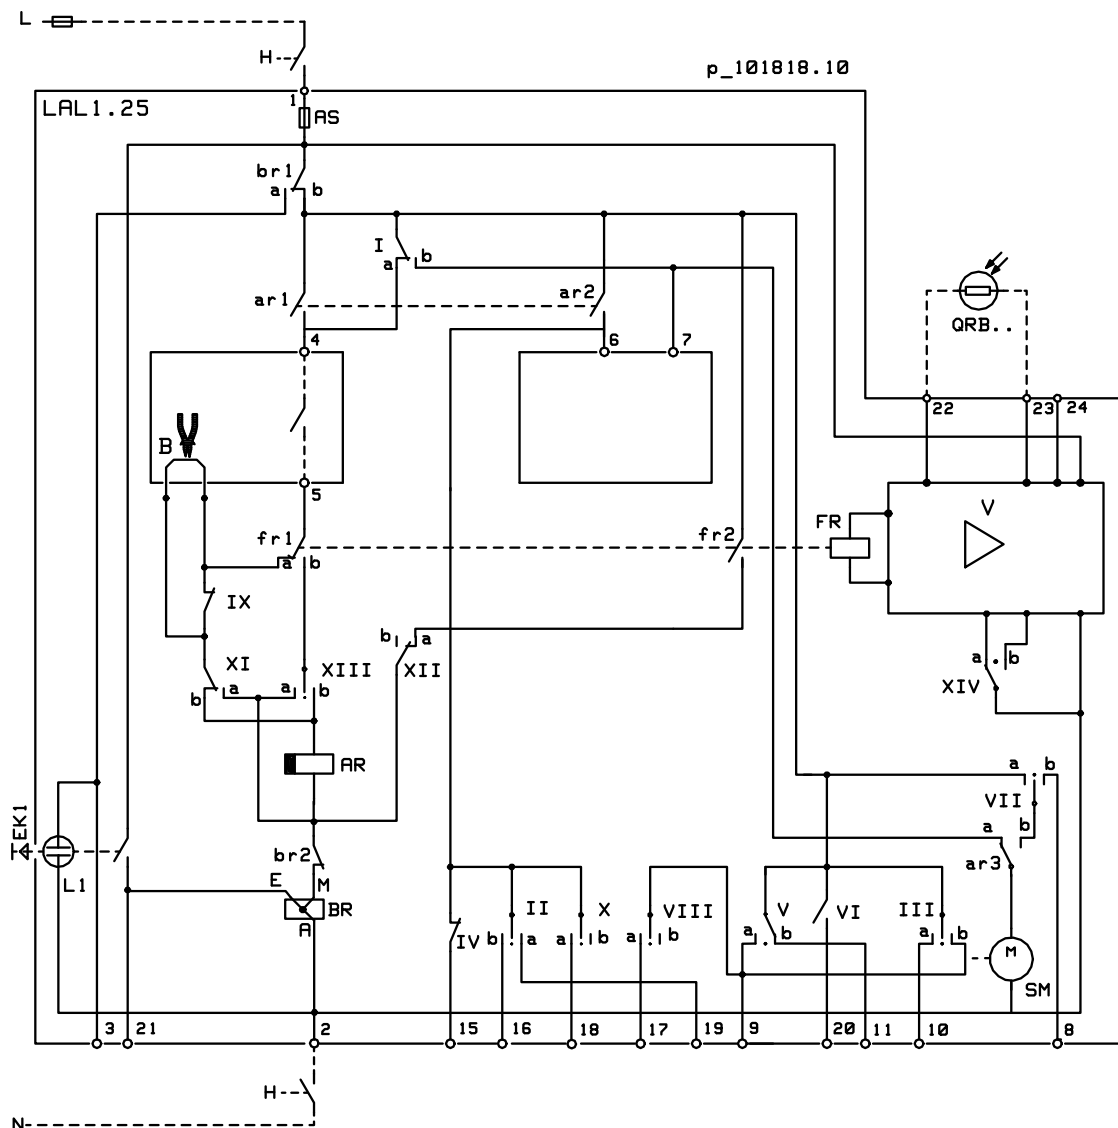 L
H
p_101818.10
1
LAL1.25
AS
br1
a b
I
a b
ar1
ar2
QRB..
4
6 7
22 23 24
B
5
V
FR
fr1
a b
fr2
IX
b a
XI
XIII
XII
a b
a a b
b
XIV
AR
a b
VII
EK1
a b
br2
ar3
L1
E M
BR
A
II
X
VIII
V
VI
III
IV
b a
a b
a b
a b
a b
M
SM
3 21 2 15 16 18 17 19 9 20 11 10 8
H
N